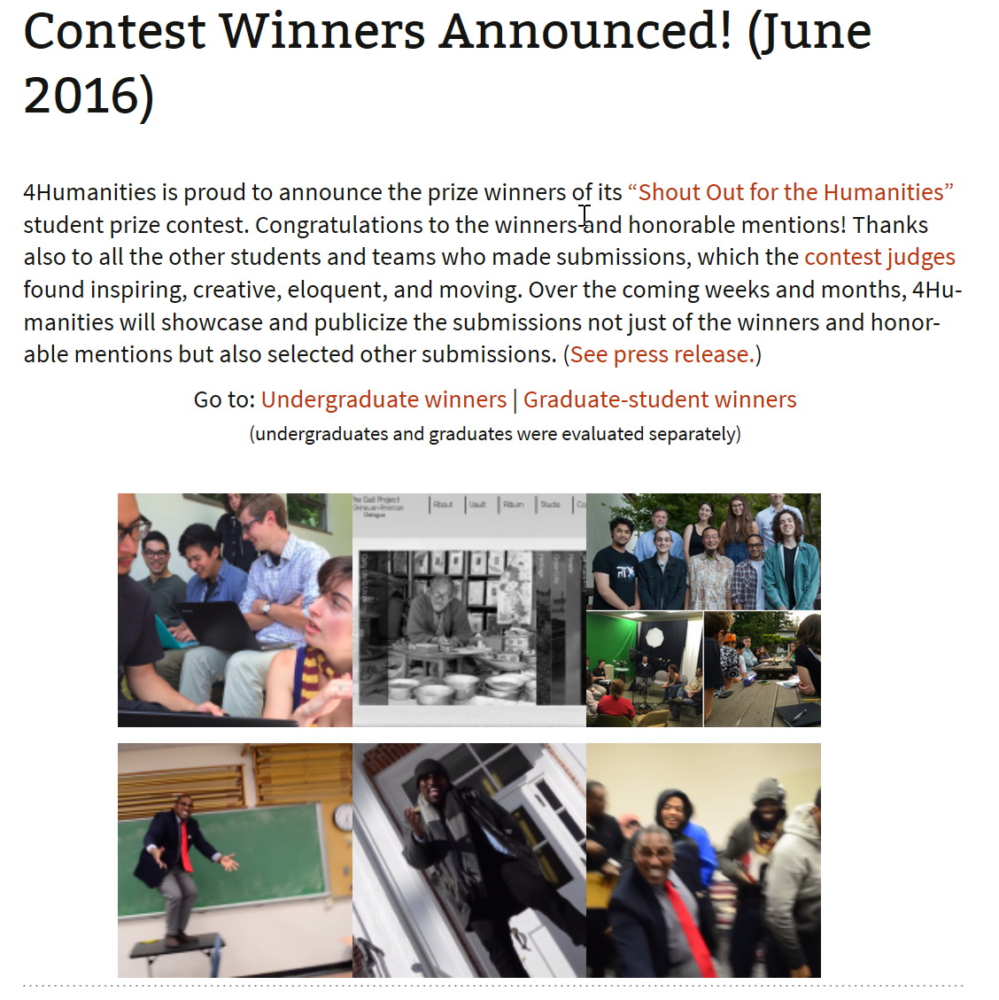 Contest Winners Announced! (June
2016)
4Humanities is proud to announce the prize winners of its “Shout Out for the Humanities”
student prize contest. Congratulations to the winners and honorable mentions! Thanks
also to all the other students and teams who made submissions, which the contest judges
found inspiring, creative, eloquent, and moving. Over the coming weeks and months, 4Hu-
manities will showcase and publicize the submissions not just of the winners and honor-
able mentions but also selected other submissions. (See press release.)
Go to: Undergraduate winners | Graduate-student winners
(undergraduates and graduates were evaluated separately)
The Gail Project
Okinawan-American
Dialogue
About
Vault
Album
Studio
Co